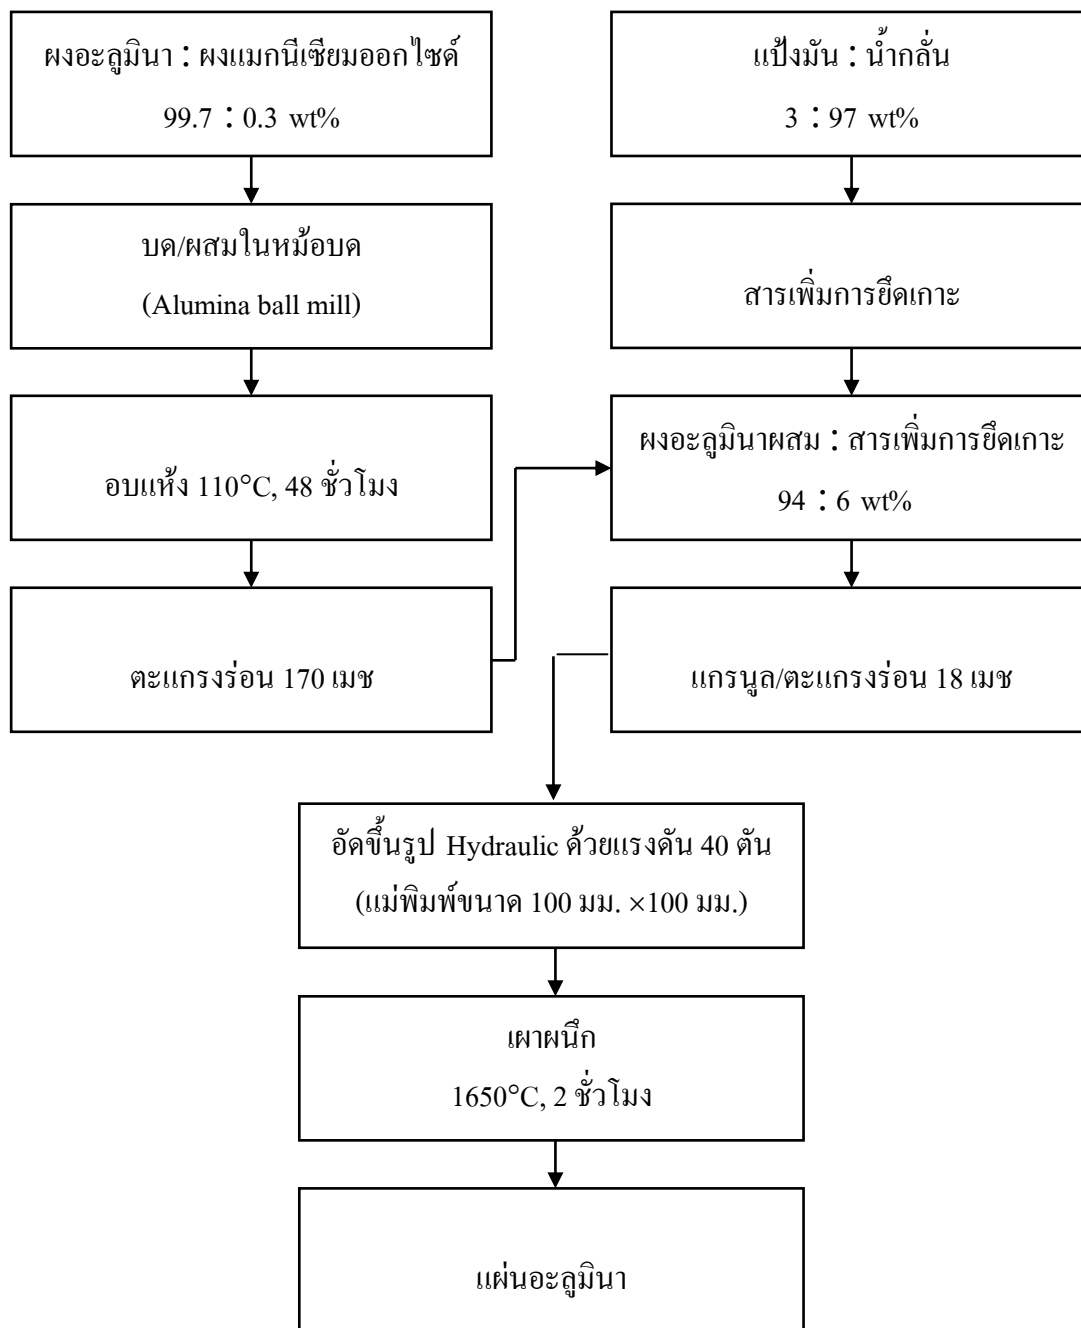 ผงอะลูมินา : ผงแมกนีเซียมออกไซด์
99.7 : 0.3 wt%
บด/ผสมในหม้อบด
(Alumina ball mill)
อบแห้ง 110°C, 48 ชั่วโมง
ตะแกรงร่อน 170 เมช
แป้งมัน : น้ำกลั่น
3 : 97 wt%
สารเพิ่มการยึดเกาะ
ผงอะลูมินาผสม : สารเพิ่มการยึดเกาะ
94 : 6 wt%
แกรนูล/ตะแกรงร่อน 18 เมช
อัดขึ้นรูป Hydraulic ด้วยแรงดัน 40 ตัน
(แม่พิมพ์ขนาด 100 มม. ×100 มม.)
เผาผนึก
1650°C, 2 ชั่วโมง
แผ่นอะลูมินา